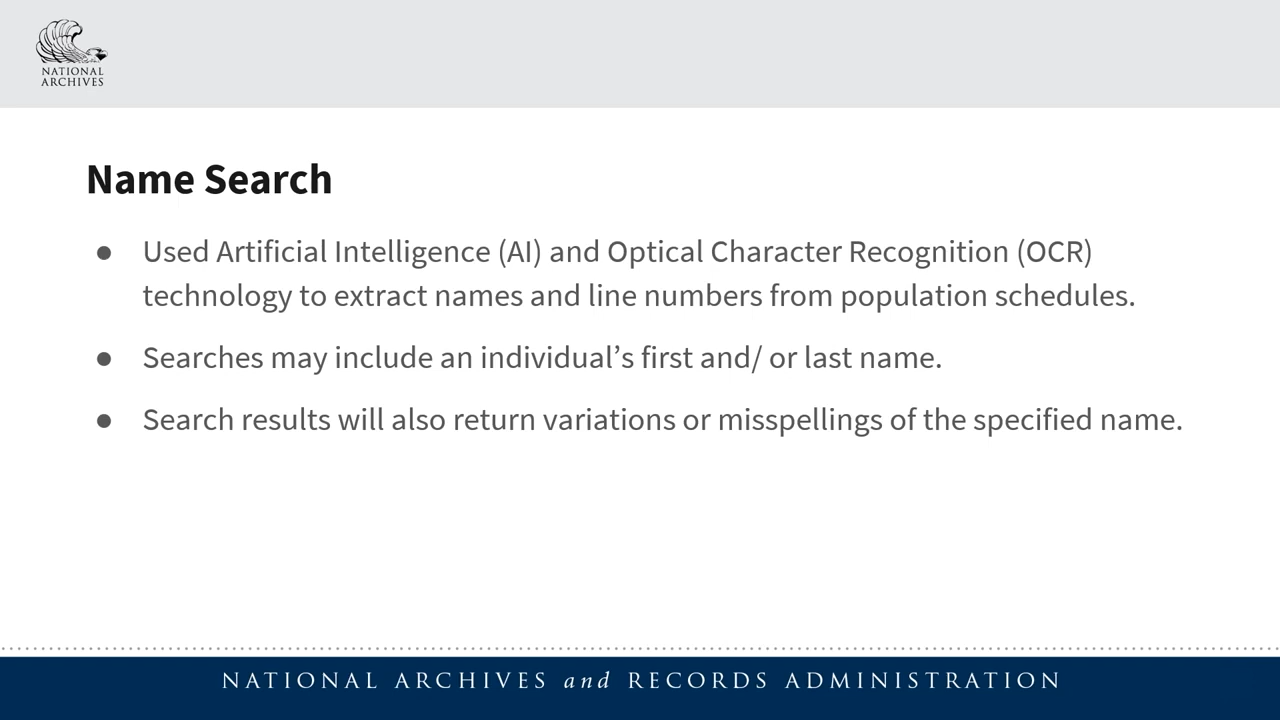 NATIONAL
ARCHIVES
Name Search
● Used Artificial Intelligence (AI) and Optical Character Recognition (OCR)
technology to extract names and line numbers from population schedules.
● Searches may include an individual’s first and/ or last name.
● Search results will also return variations or misspellings of the specified name.
NATIONAL ARCHIVES and RECORDS ADMINISTRATION